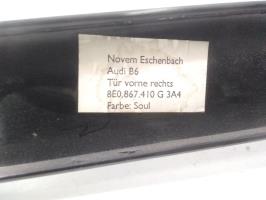 Novem Eschenbach
Audi B6
Tür vorne rechts
8E0.867.410 G 3A4
Farbe: Soul